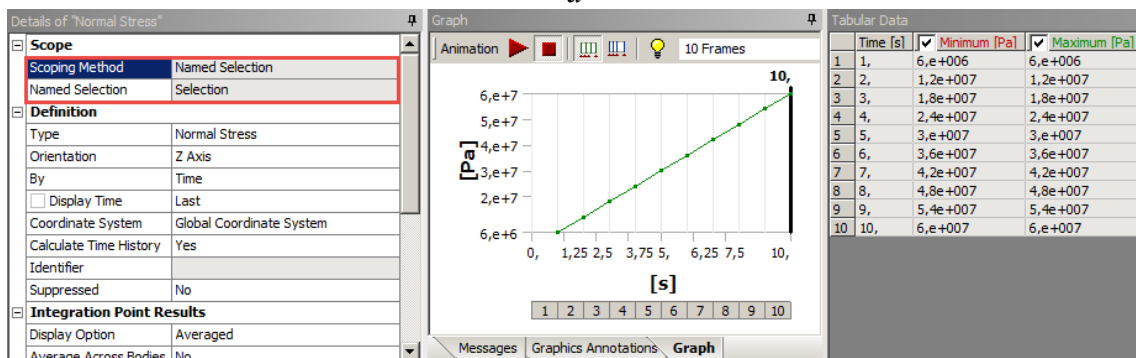 a
Details of "Normal Stress"
Scope
Scoping Method Named Selection
Named Selection Selection
Definition
Type Normal Stress
Orientation Z Axis
By Time
Display Time Last
Coordinate System Global Coordinate System
Calculate Time History Yes
Identifier
Suppressed No
Integration Point Results
Display Option Averaged
Average Across Bodies No
Graph
Animation 10 Frames
10,
6,e+7
5,e+7
4,e+7
3,e+7
2,e+7
6,e+6
[Pa]
0, 1,25 2,5 3,75 5, 6,25 7,5 10,
[s]
1 2 3 4 5 6 7 8 9 10
Messages Graphics Annotations Graph
Tabular Data
Time [s] Minimum [Pa] Maximum [Pa]
1 1, 6,e+006 6,e+006
2 2, 1,2e+007 1,2e+007
3 3, 1,8e+007 1,8e+007
4 4, 2,4e+007 2,4e+007
5 5, 3,e+007 3,e+007
6 6, 3,6e+007 3,6e+007
7 7, 4,2e+007 4,2e+007
8 8, 4,8e+007 4,8e+007
9 9, 5,4e+007 5,4e+007
10 10, 6,e+007 6,e+007